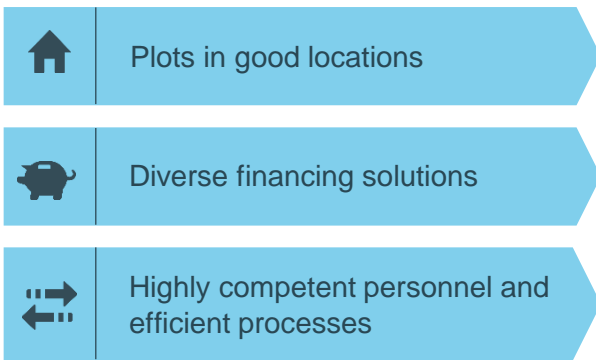 Plots in good locations
Diverse financing solutions
Highly competent personnel and
efficient processes